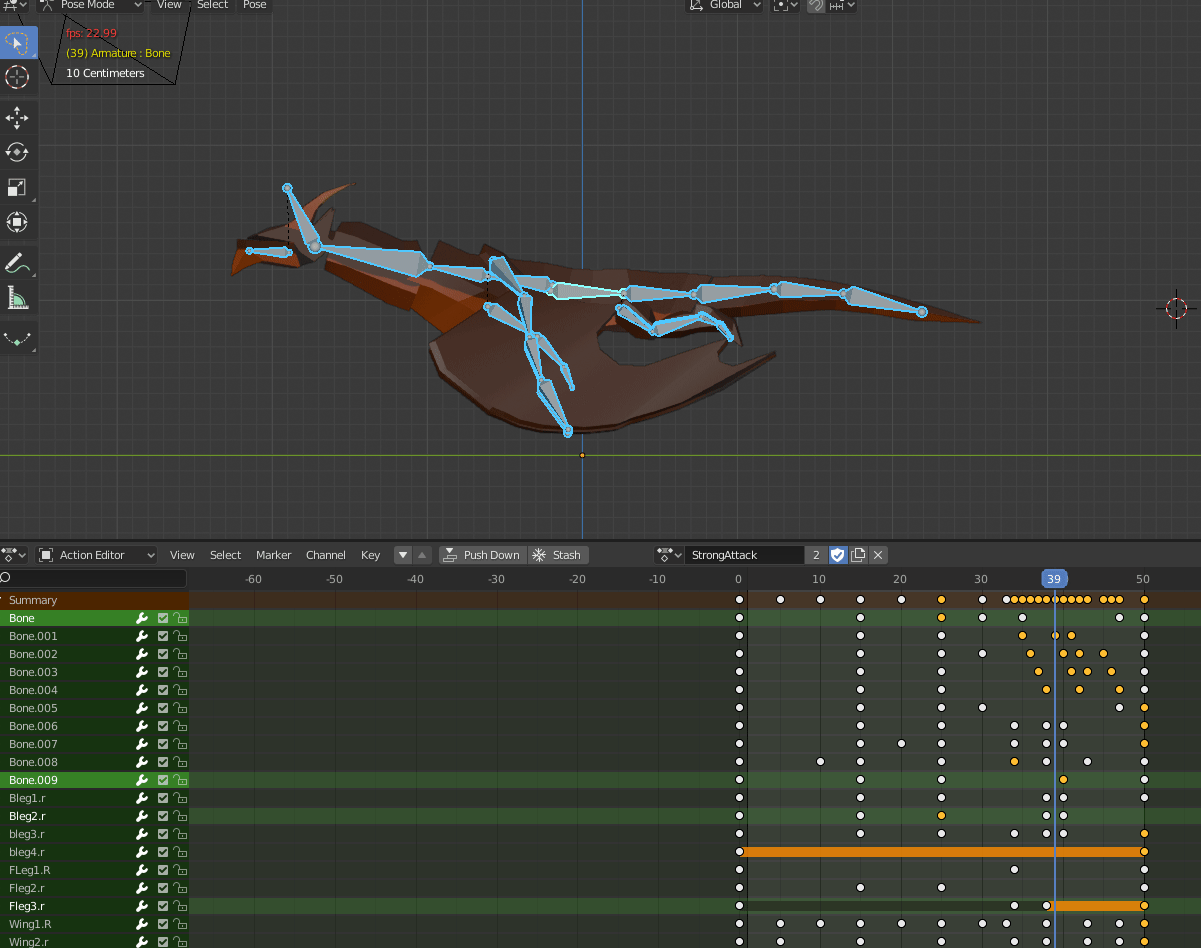 Pose Mode View Select Pose Global
fps: 22.99
(39) Armature : Bone
10 Centimeters
Action Editor View Select Marker Channel Key Push Down Stash StrongAttack 2
-60 -50 -40 -30 -20 -10 0 10 20 30 39 50
Summary
Bone
Bone.001
Bone.002
Bone.003
Bone.004
Bone.005
Bone.006
Bone.007
Bone.008
Bone.009
Bleg1.r
Bleg2.r
bleg3.r
bleg4.r
FLeg1.R
Fleg2.r
Fleg3.r
Wing1.R
Wing2.r